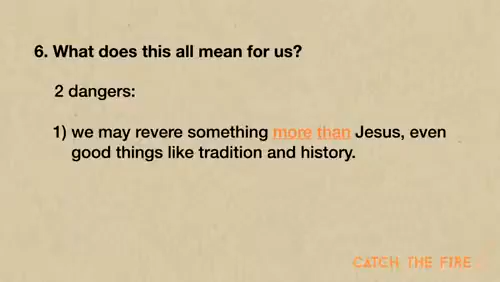 6. What does this all mean for us?
2 dangers:
1) we may revere something more than Jesus, even
good things like tradition and history.
CATCH THE FIRE